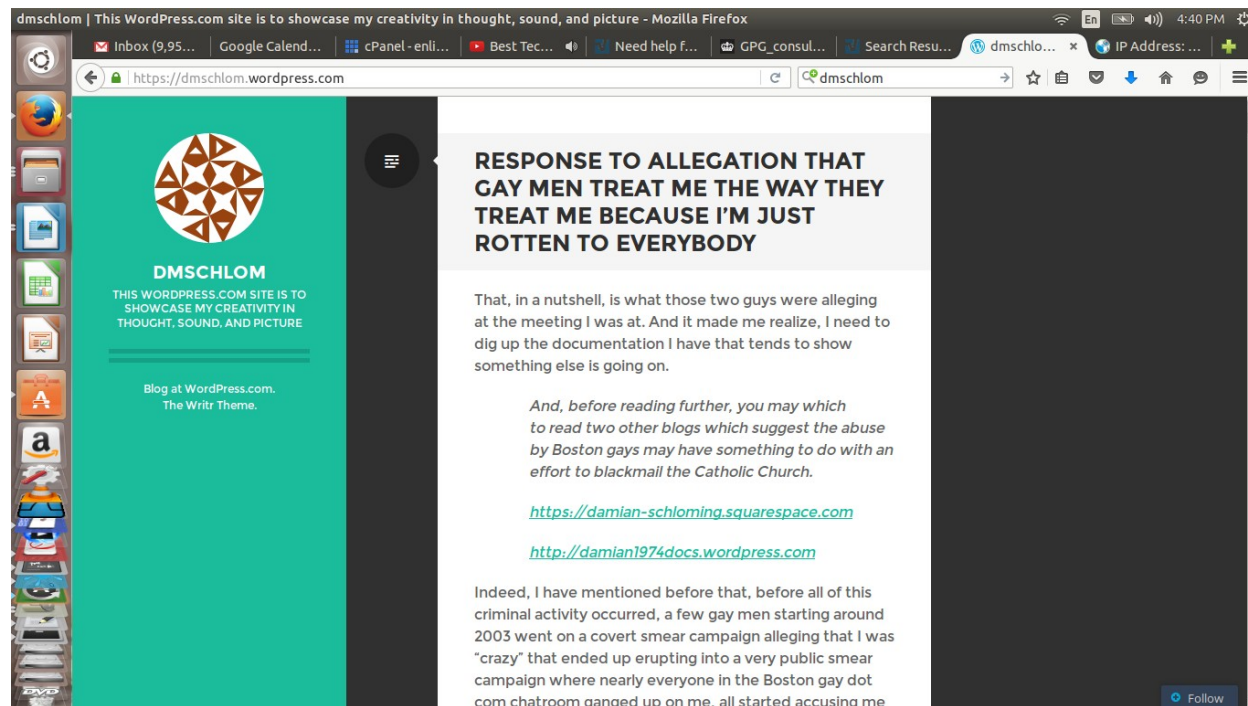 dmschlom | This WordPress.com site is to showcase my creativity in thought, sound, and picture - Mozilla Firefox
En
4:40 PM
Inbox (9,95...
Google Calend...
cPanel - enli...
Best Tec...
Need help f...
GPG_consul...
Search Resu...
dmschlo...
IP Address: ...
https://dmschlom.wordpress.com
dmschlom
RESPONSE TO ALLEGATION THAT
GAY MEN TREAT ME THE WAY THEY
TREAT ME BECAUSE I'M JUST
ROTTEN TO EVERYBODY
DMSCHLOM
THIS WORDPRESS.COM SITE IS TO
SHOWCASE MY CREATIVITY IN
THOUGHT, SOUND, AND PICTURE
Blog at WordPress.com.
The Writr Theme.
That, in a nutshell, is what those two guys were alleging
at the meeting I was at. And it made me realize, I need to
dig up the documentation I have that tends to show
something else is going on.
And, before reading further, you may which
to read two other blogs which suggest the abuse
by Boston gays may have something to do with an
effort to blackmail the Catholic Church.
https://damian-schloming.squarespace.com
http://damian1974docs.wordpress.com
Indeed, I have mentioned before that, before all of this
criminal activity occurred, a few gay men starting around
2003 went on a covert smear campaign alleging that I was
"crazy" that ended up erupting into a very public smear
campaign where nearly everyone in the Boston gay dot
com chatroom ganged up on me, all started accusing me
Follow
DVD